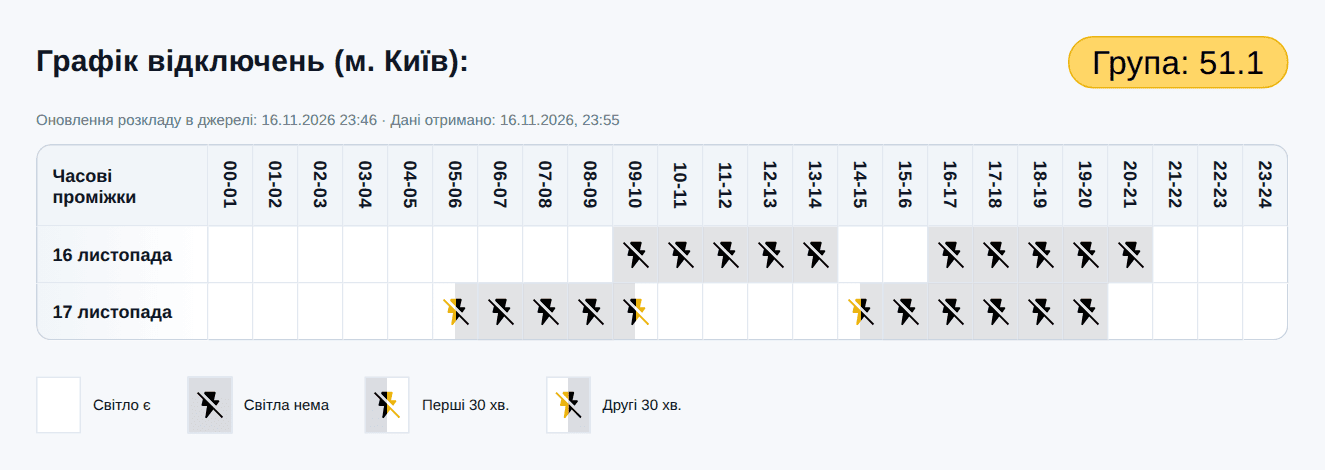 Графік відключень (м. Київ):
Група: 51.1
Оновлення розкладу в джерелі: 16.11.2026 23:46 · Дані отримано: 16.11.2026, 23:55
Часові
проміжки
00-01
01-02
02-03
03-04
04-05
05-06
06-07
07-08
08-09
09-10
10-11
11-12
12-13
13-14
14-15
15-16
16-17
17-18
18-19
19-20
20-21
21-22
22-23
23-24
16 листопада
17 листопада
Світло є
Світла нема
Перші 30 хв.
Другі 30 хв.